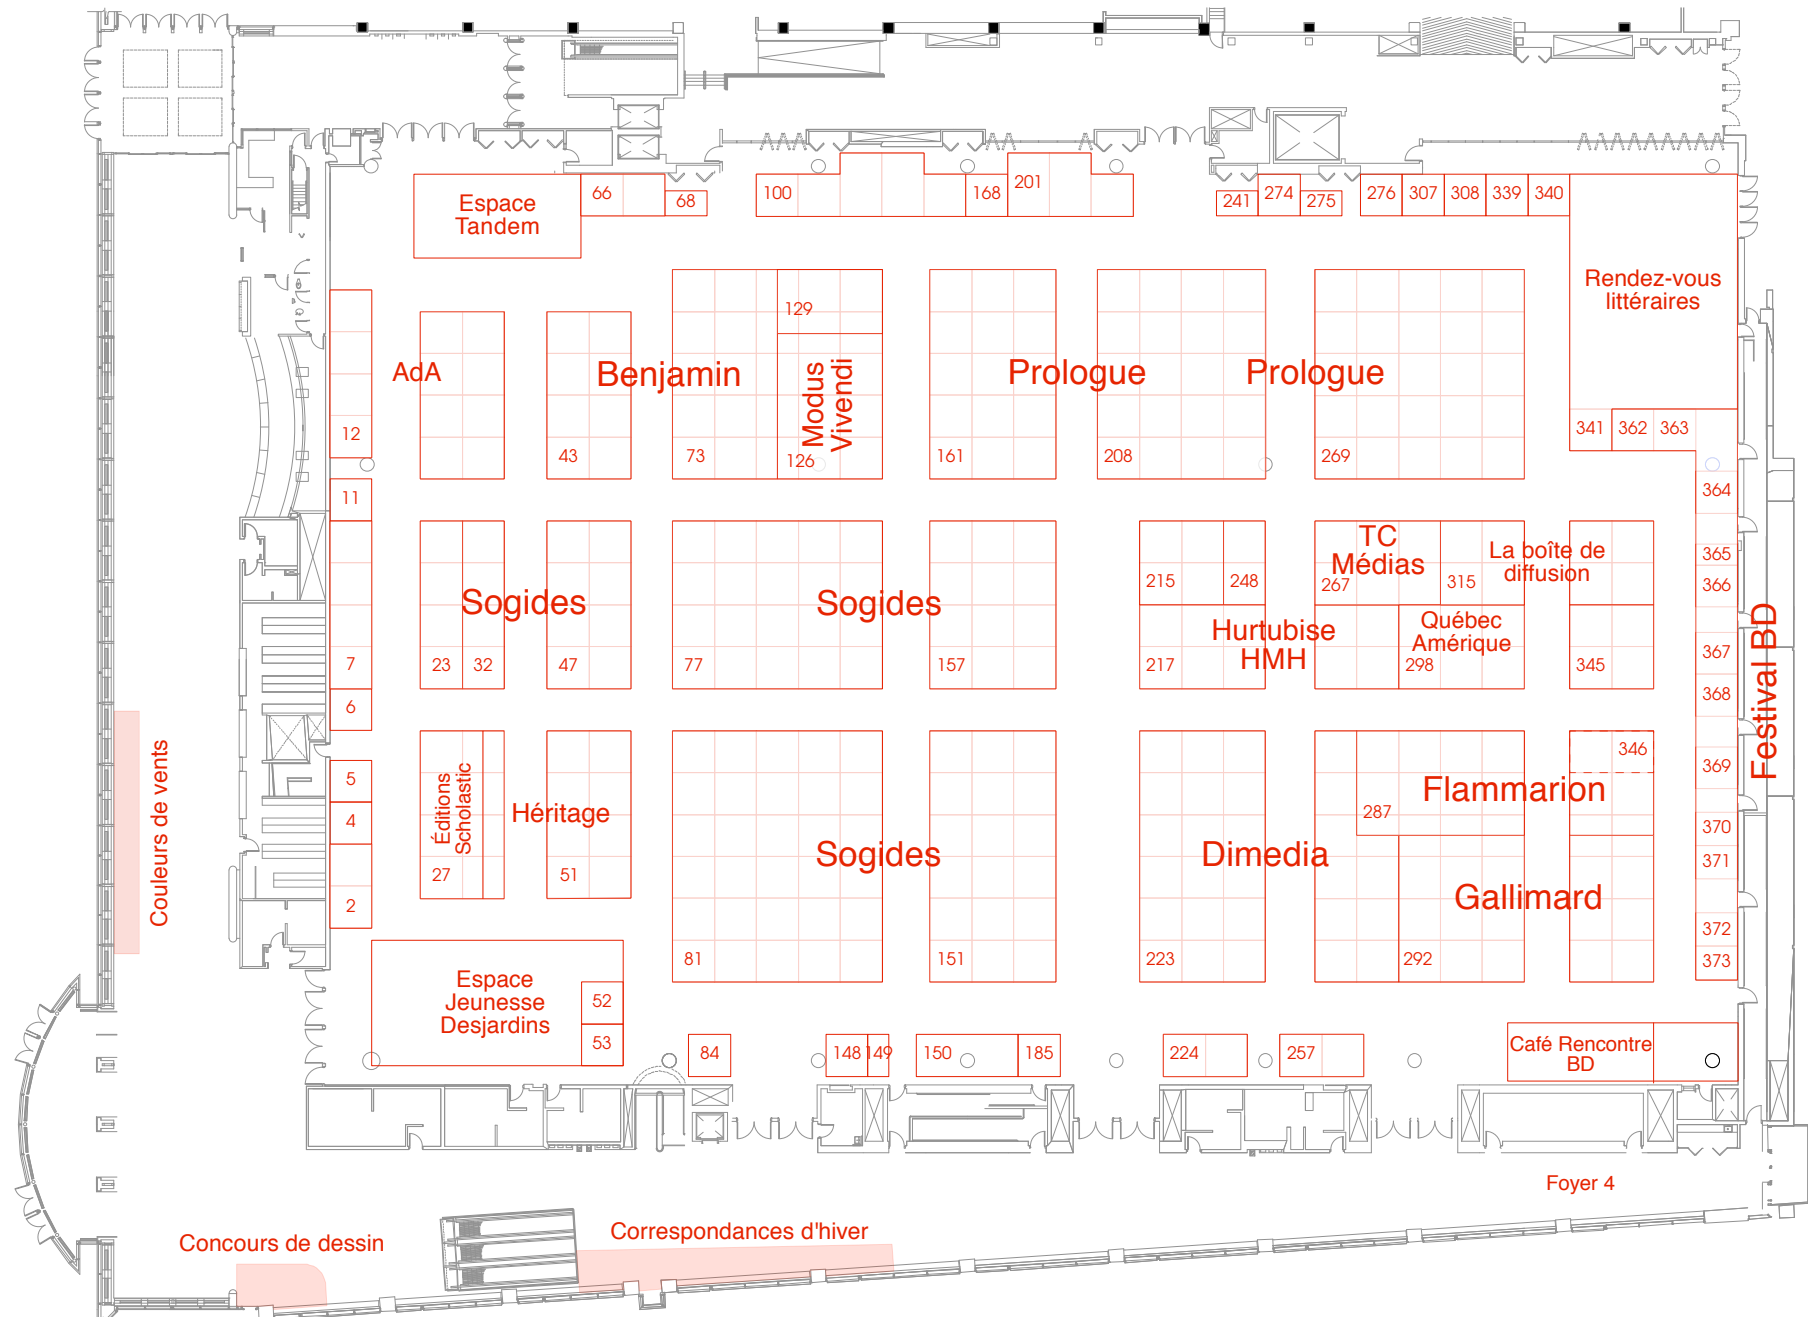 66
68
100
168
201
241
274
275
276
307
308
339
340
Espace
Tandem
Rendez-vous
littéraires
129
AdA
Benjamin
Modus
Vivendi
Prologue
Prologue
12
43
73
126
161
208
269
341
362
363
11
364
215
248
TC
Médias
267
315
La boîte de
diffusion
365
366
Sogides
Sogides
Hurtubise
HMH
Québec
Amérique
7
23
32
47
77
157
217
298
345
367
6
368
Festival BD
Couleurs de vents
5
4
2
Éditions
Scholastic
27
Héritage
51
346
369
Flammarion
287
370
371
Sogides
Dimedia
Gallimard
372
81
151
223
292
373
Espace
Jeunesse
Desjardins
52
53
84
148
149
150
185
224
257
Café Rencontre
BD
Foyer 4
Concours de dessin
Correspondances d'hiver